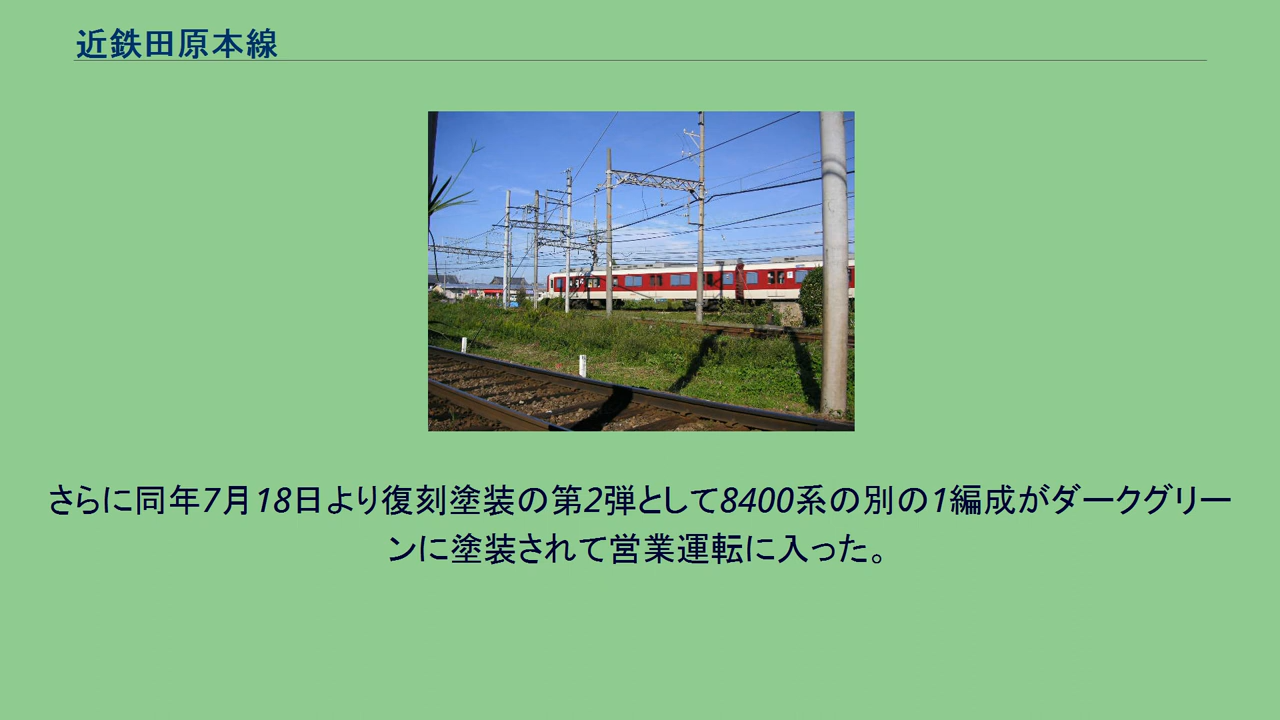 近鉄田原本線
さらに同年7月18日より復刻塗装の第2弾として8400系の別の1編成がダークグリー
ンに塗装されて営業運転に入った。